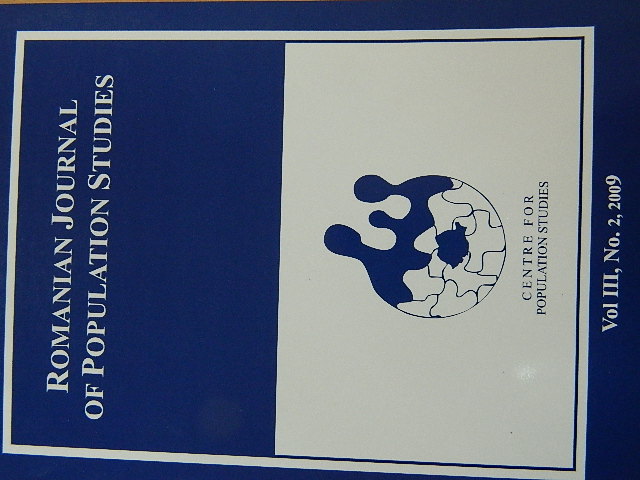 ROMANIAN JOURNAL
OF POPULATION STUDIES
CENTRE FOR
POPULATION STUDIES
Vol III, No. 2, 2009